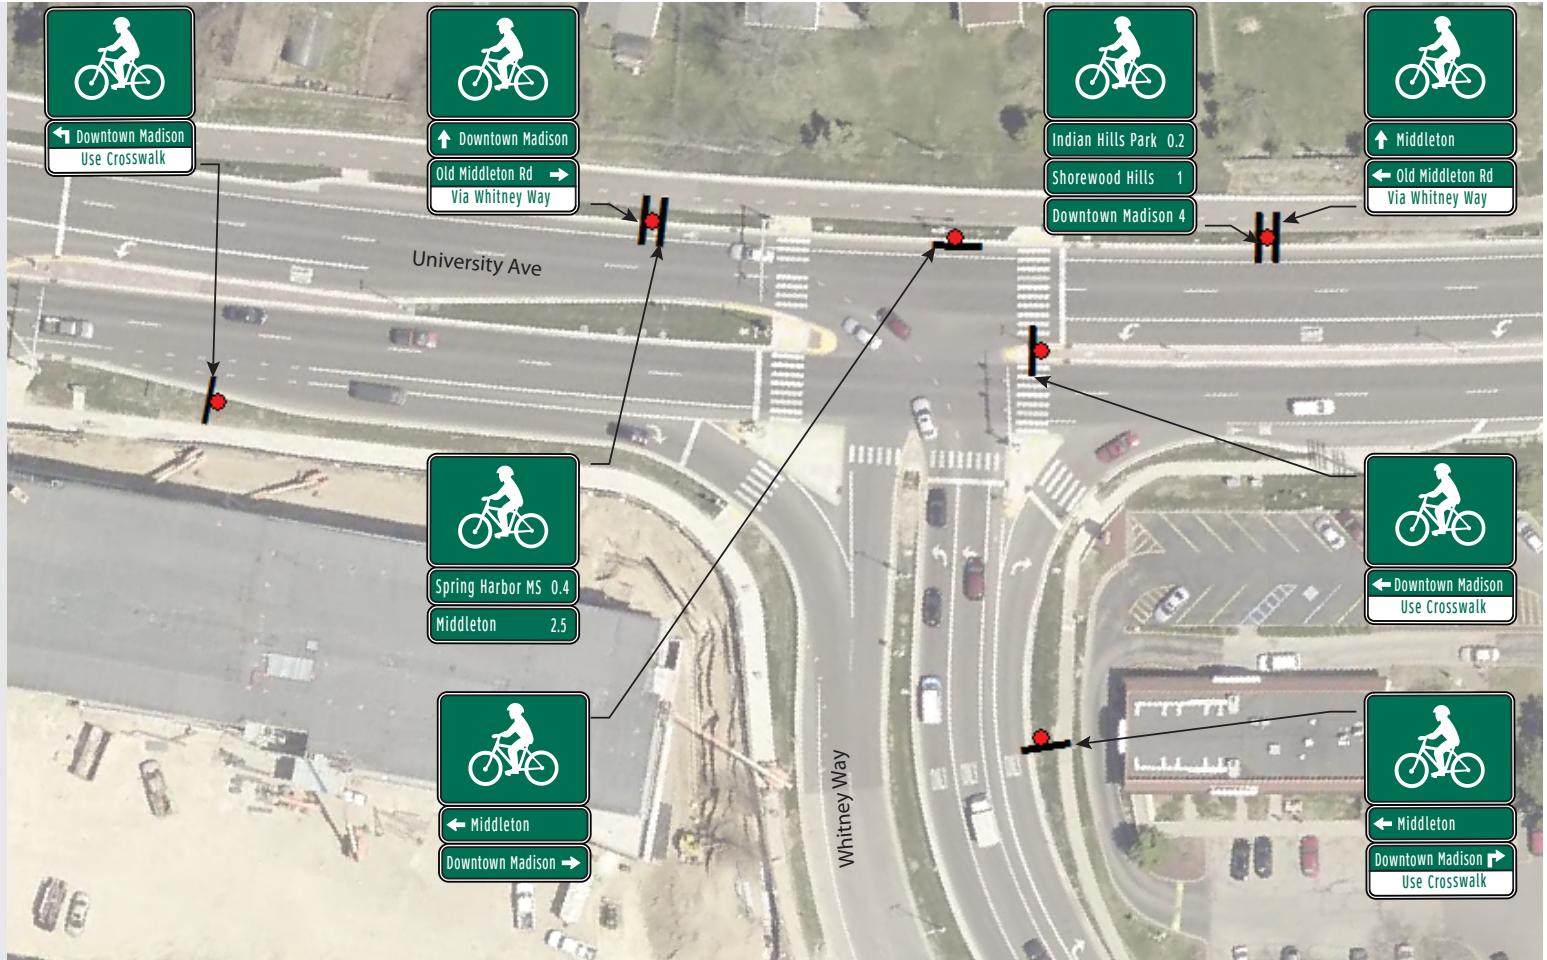 Downtown Madison
Use Crosswalk
Downtown Madison
Old Middleton Rd
Via Whitney Way
Indian Hills Park 0.2
Shorewood Hills 1
Downtown Madison 4
Middleton
Old Middleton Rd
Via Whitney Way
University Ave
Spring Harbor MS 0.4
Middleton 2.5
Downtown Madison
Use Crosswalk
Middleton
Downtown Madison
Whitney Way
Middleton
Downtown Madison
Use Crosswalk